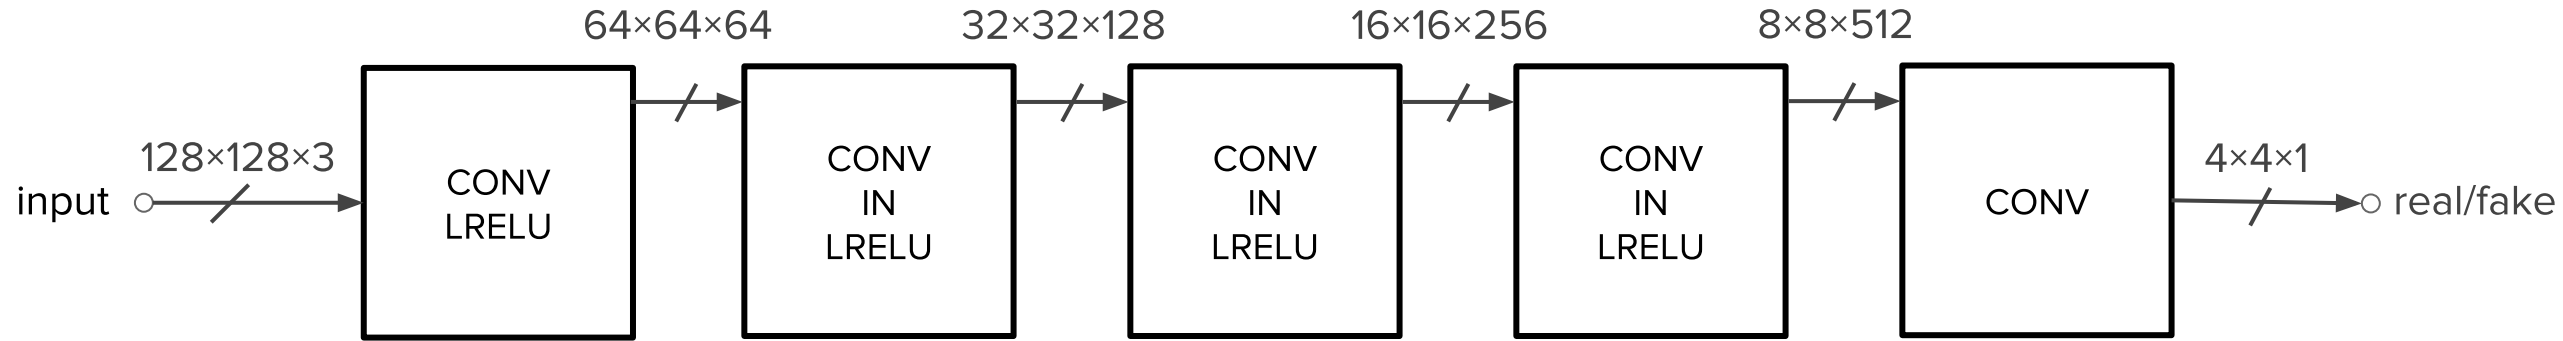 input
128×128×3
CONV
LRELU
64×64×64
CONV
IN
LRELU
32×32×128
CONV
IN
LRELU
16×16×256
CONV
IN
LRELU
8×8×512
CONV
4×4×1
real/fake